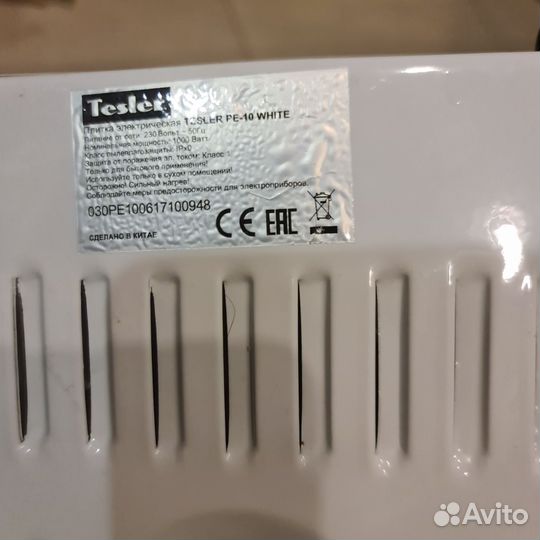 Tesler
Плитка электрическая TESLER PE-10 WHITE
Питание от сети: 230 Вольт ~ 50Гц
Номинальная мощность: 1000 Ватт
Класс пылевлагозащиты: IPx0
Защита от поражения эл. током: Класс 1
Только для бытового применения!
Используйте только в сухом помещении!
Осторожно! Сильный нагрев!
Соблюдайте меры предосторожности для электроприборов.
030PE100617100948
CE EAC
СДЕЛАНО В КИТАЕ
Avito